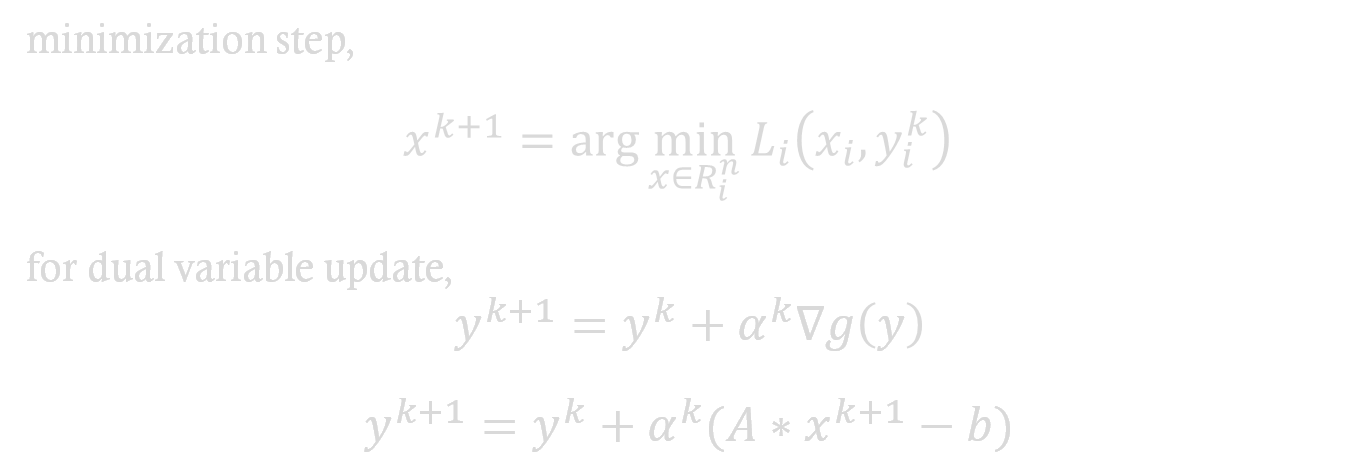 minimization step,
x^{k+1} = arg min_{x∈R_i^n} L_i(x_i, y_i^k)
for dual variable update,
y^{k+1} = y^k + α^k∇g(y)
y^{k+1} = y^k + α^k(A * x^{k+1} − b)